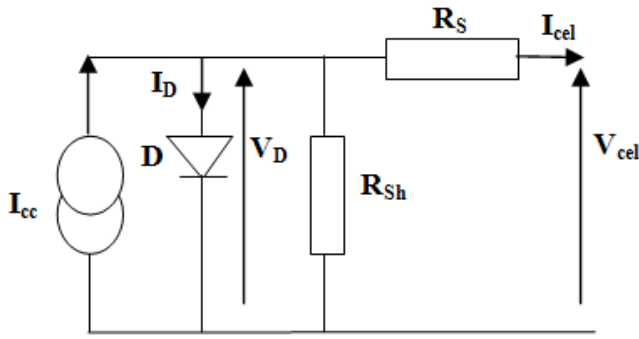 R_S
I_cel
I_D
D
V_D
V_cel
R_Sh
I_cc